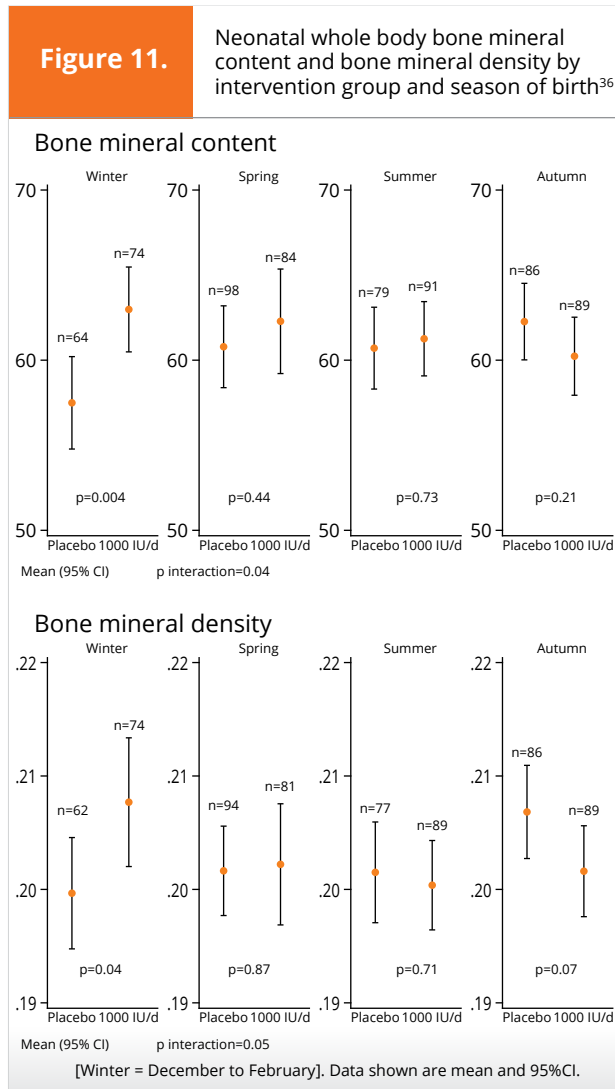 Figure 11.
Neonatal whole body bone mineral
content and bone mineral density by
intervention group and season of birth36
Bone mineral content
Winter Spring Summer Autumn
70 70 70 70
n=64 n=74 n=98 n=84 n=79 n=91 n=86 n=89
60 60 60 60
p=0.004 p=0.44 p=0.73 p=0.21
50 50 50 50
Placebo 1000 IU/d Placebo 1000 IU/d Placebo 1000 IU/d Placebo 1000 IU/d
Mean (95% CI) p interaction=0.04
Bone mineral density
Winter Spring Summer Autumn
.22 .22 .22 .22
n=62 n=74 n=94 n=81 n=77 n=89 n=86 n=89
.21 .21 .21 .21
.20 .20 .20 .20
p=0.04 p=0.87 p=0.71 p=0.07
.19 .19 .19 .19
Placebo 1000 IU/d Placebo 1000 IU/d Placebo 1000 IU/d Placebo 1000 IU/d
Mean (95% CI) p interaction=0.05
[Winter = December to February]. Data shown are mean and 95%CI.